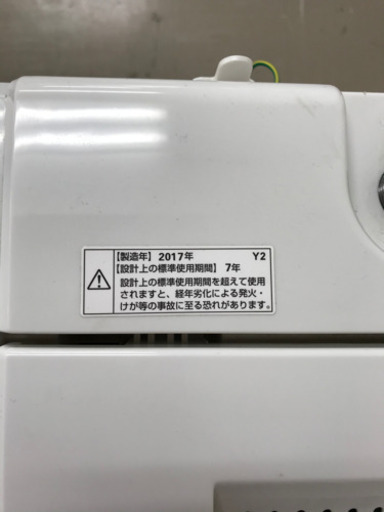 【製造年】2017年 Y2
【設計上の標準使用期間】7年
設計上の標準使用期間を超えて使用
されますと、経年劣化による発火・
けが等の事故に至る恐れがあります。